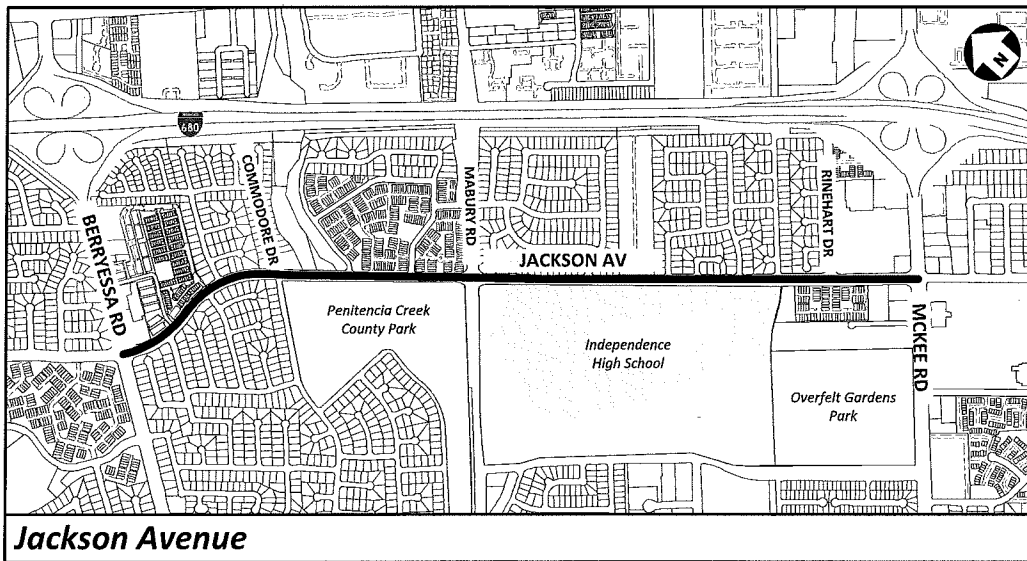 N
680
BERRYESSA RD
COMMODORE DR
MABURY RD
RINEHART DR
JACKSON AV
MCKEE RD
Penitencia Creek
County Park
Independence
High School
Overfelt Gardens
Park
Jackson Avenue